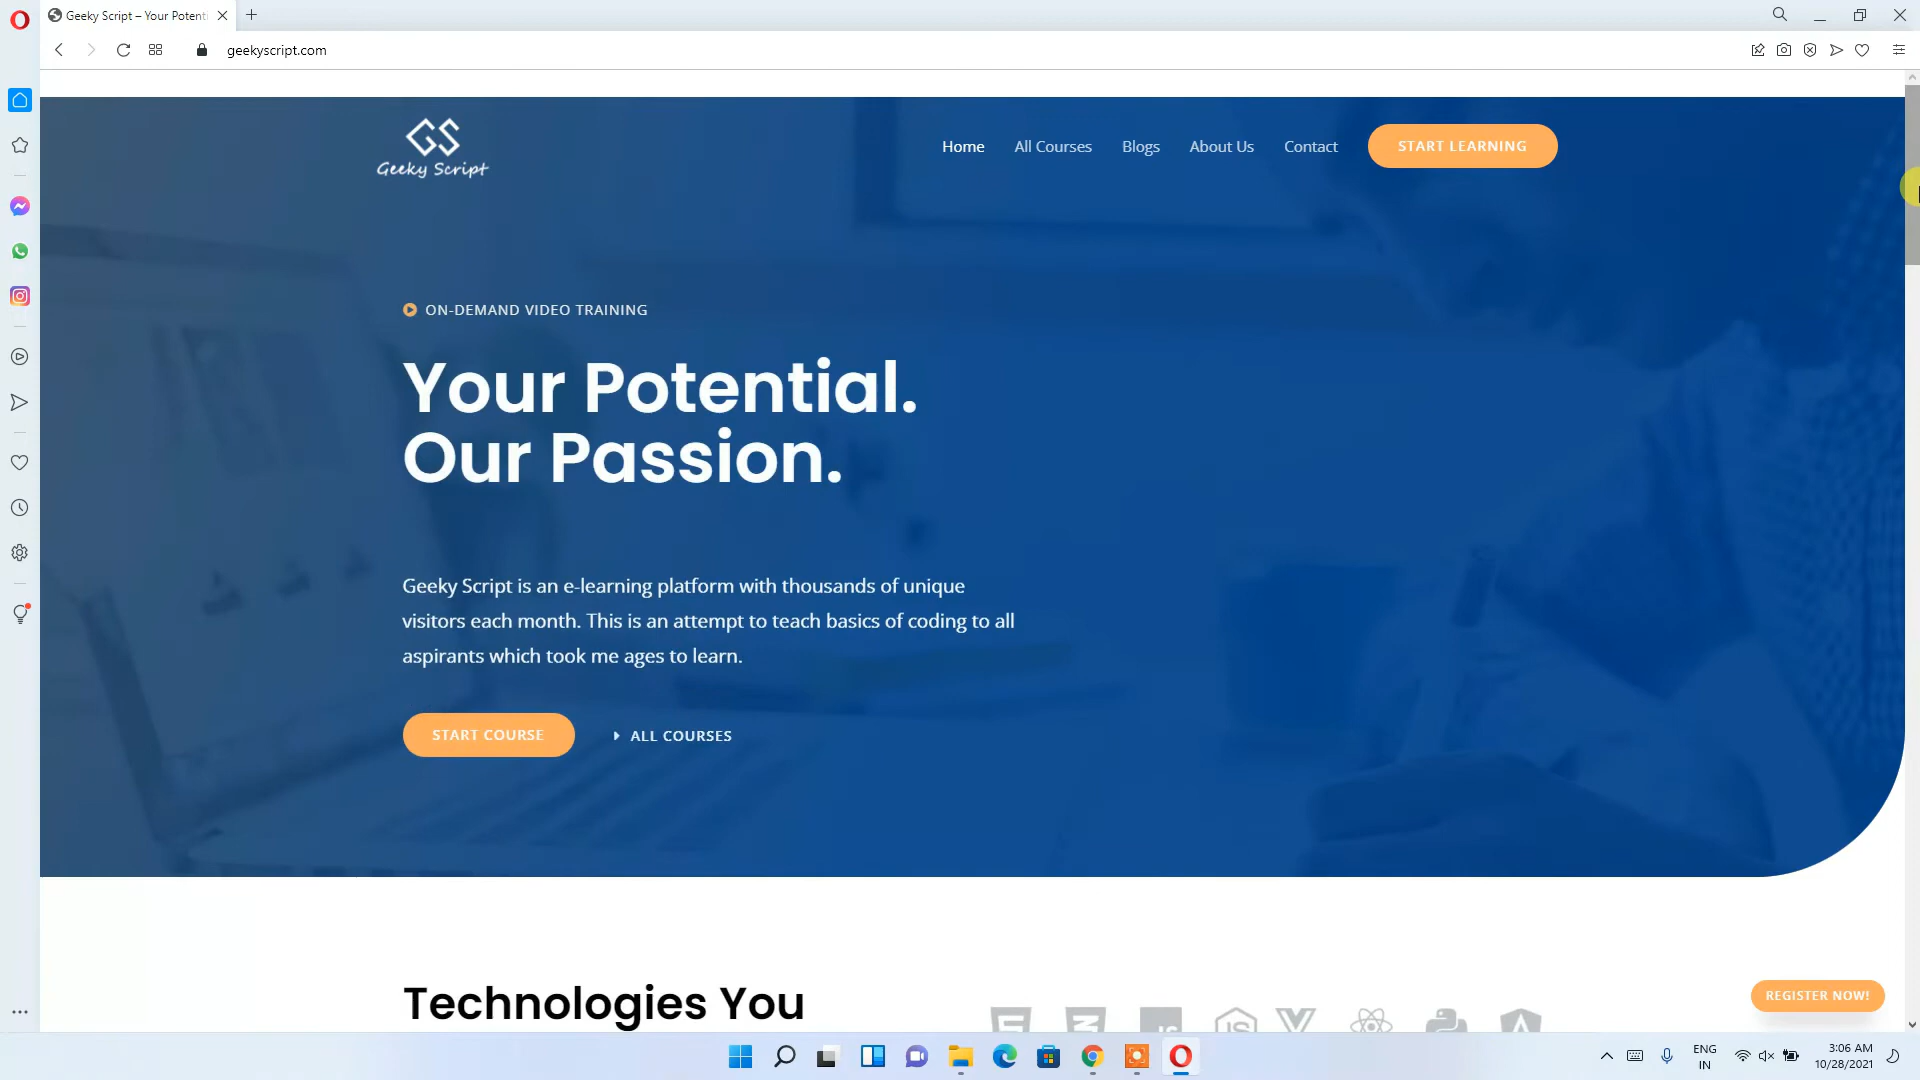 Geeky Script – Your Potenti
geekyscript.com
GS
Geeky Script
Home
All Courses
Blogs
About Us
Contact
START LEARNING
ON-DEMAND VIDEO TRAINING
Your Potential.
Our Passion.
Geeky Script is an e-learning platform with thousands of unique
visitors each month. This is an attempt to teach basics of coding to all
aspirants which took me ages to learn.
START COURSE
ALL COURSES
Technologies You
JS
REGISTER NOW!
ENG
IN
3:06 AM
10/28/2021